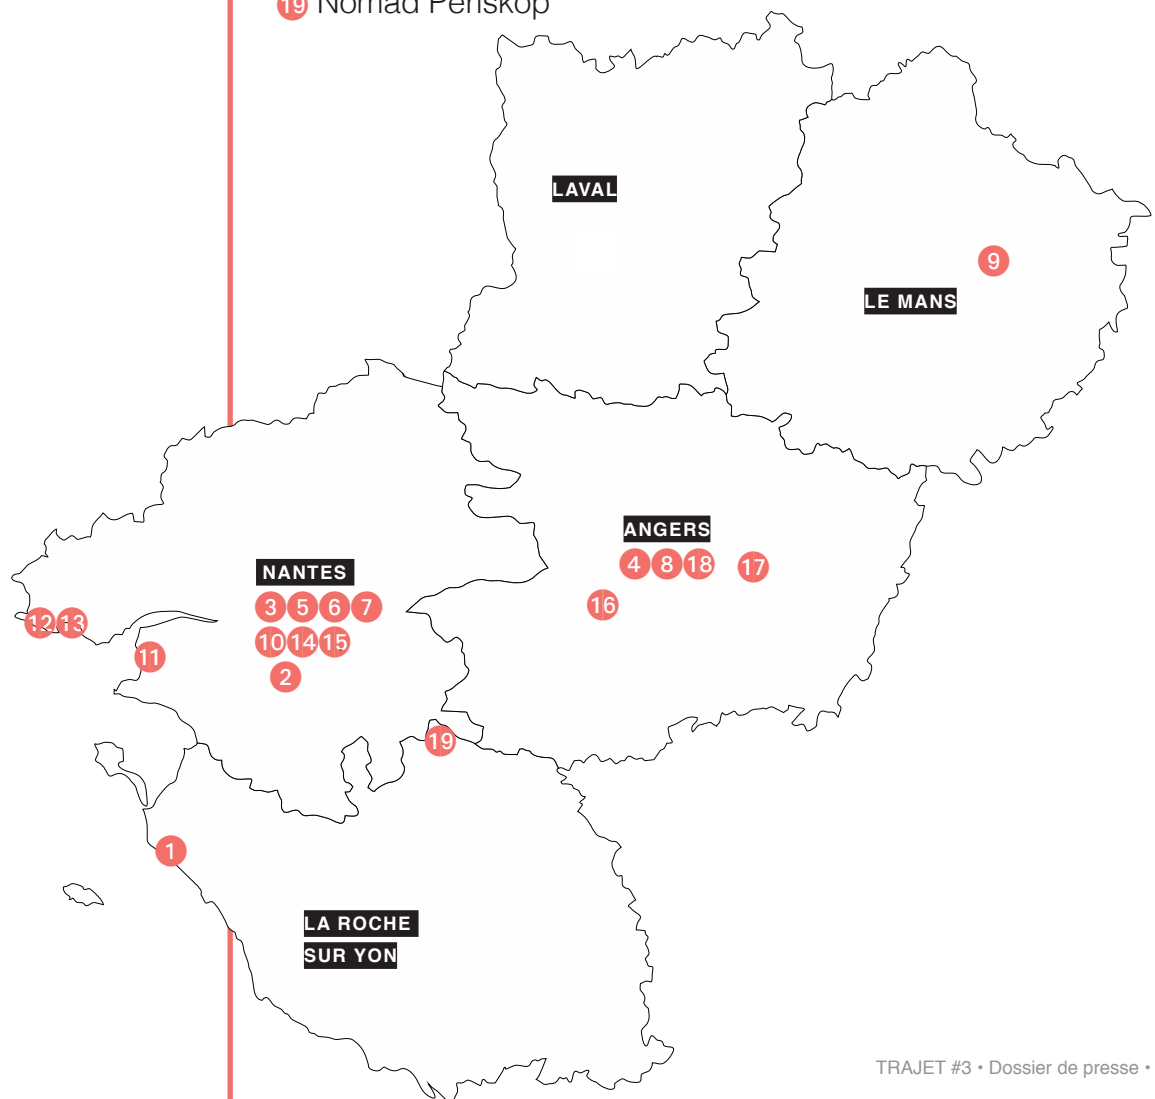 19 Nomad Periskop
LAVAL
9
LE MANS
ANGERS
4 8 18 17
16
NANTES
3 5 6 7
10 14 15
2
12 13
11
19
1
LA ROCHE
SUR YON
TRAJET #3 • Dossier de presse •